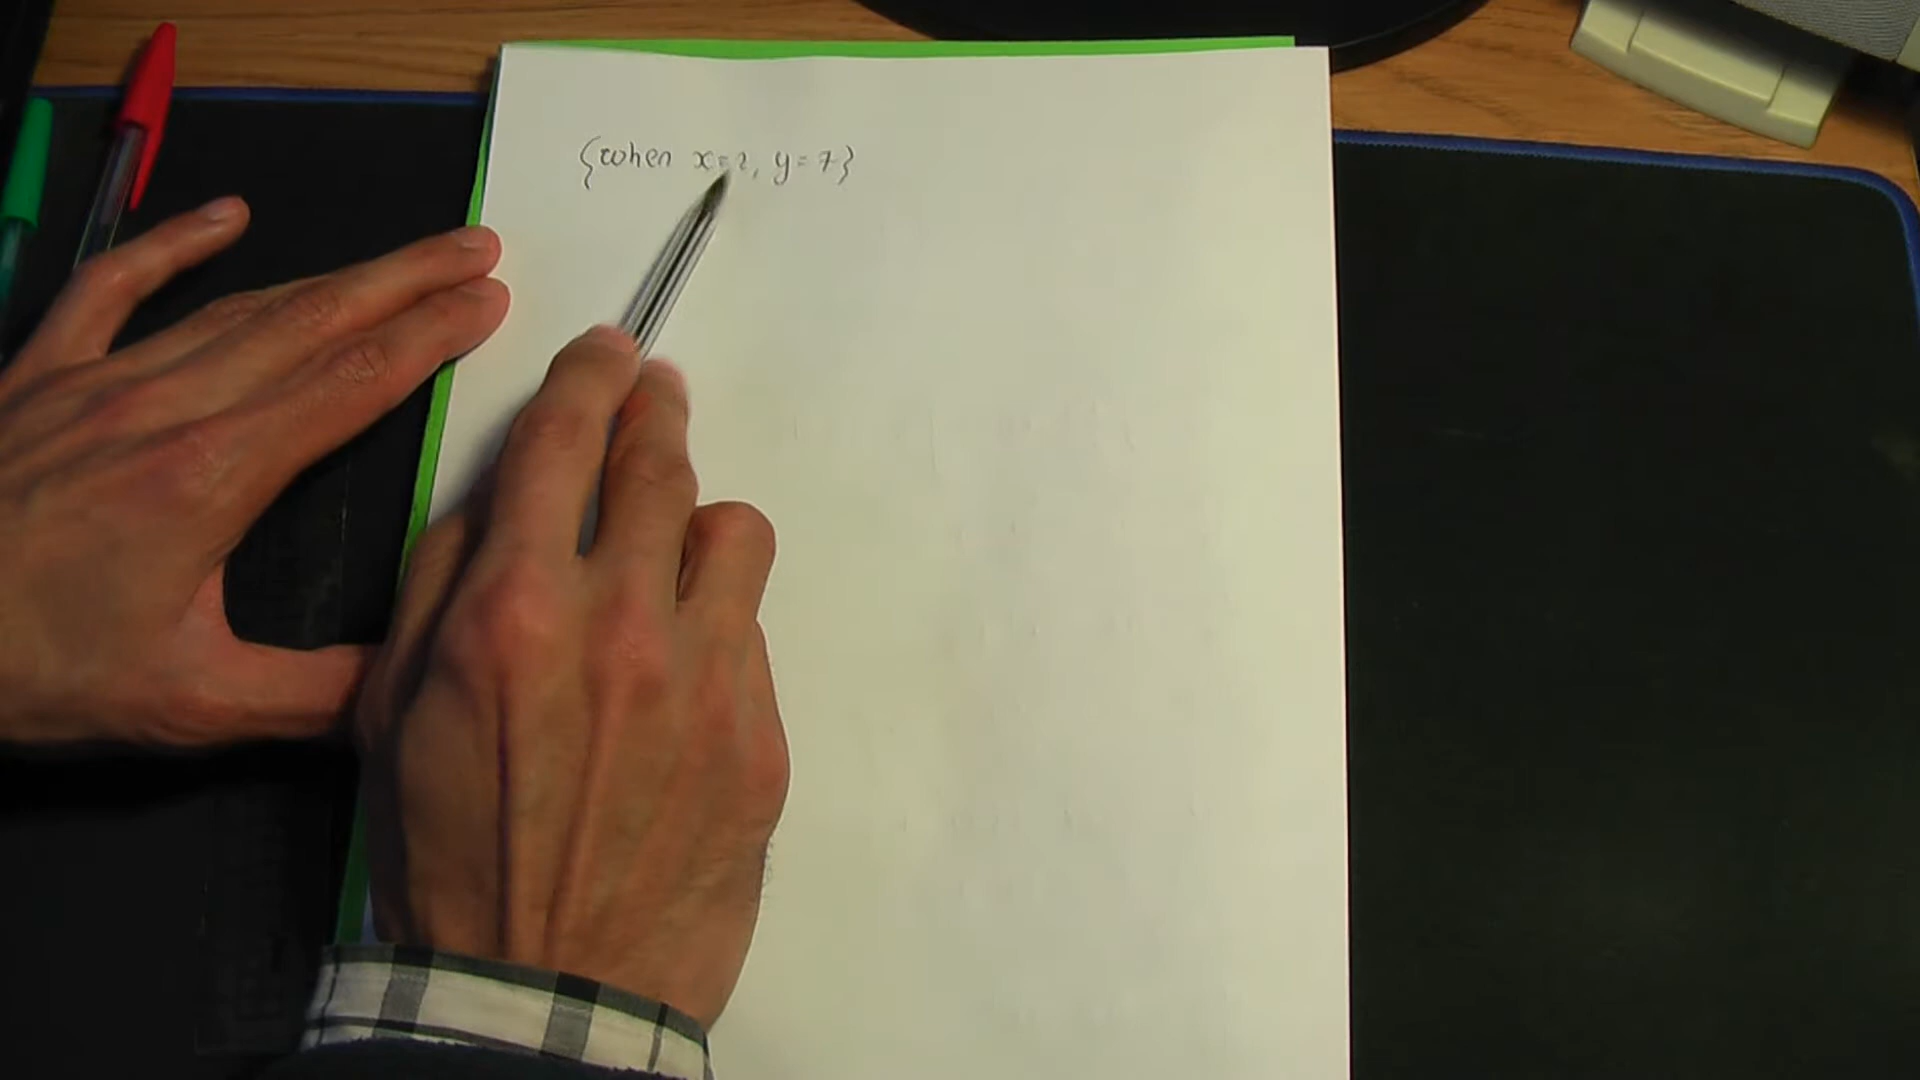 {when x=2, y=7}